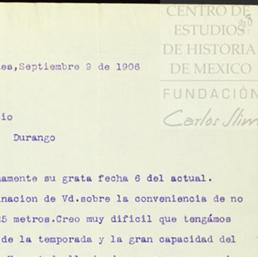 CENTRO DE
ESTUDIOS
DE HISTORIA
DE MEXICO
FUNDACIÓN
Carlos Slim
es,Septiembre 9 de 1906
io
Durango
amente su grata fecha 6 del actual.
nacion de Vd.sobre la conveniencia de no
25 metros.Creo muy dificil que tengámos
de la temporada y la gran capacidad del